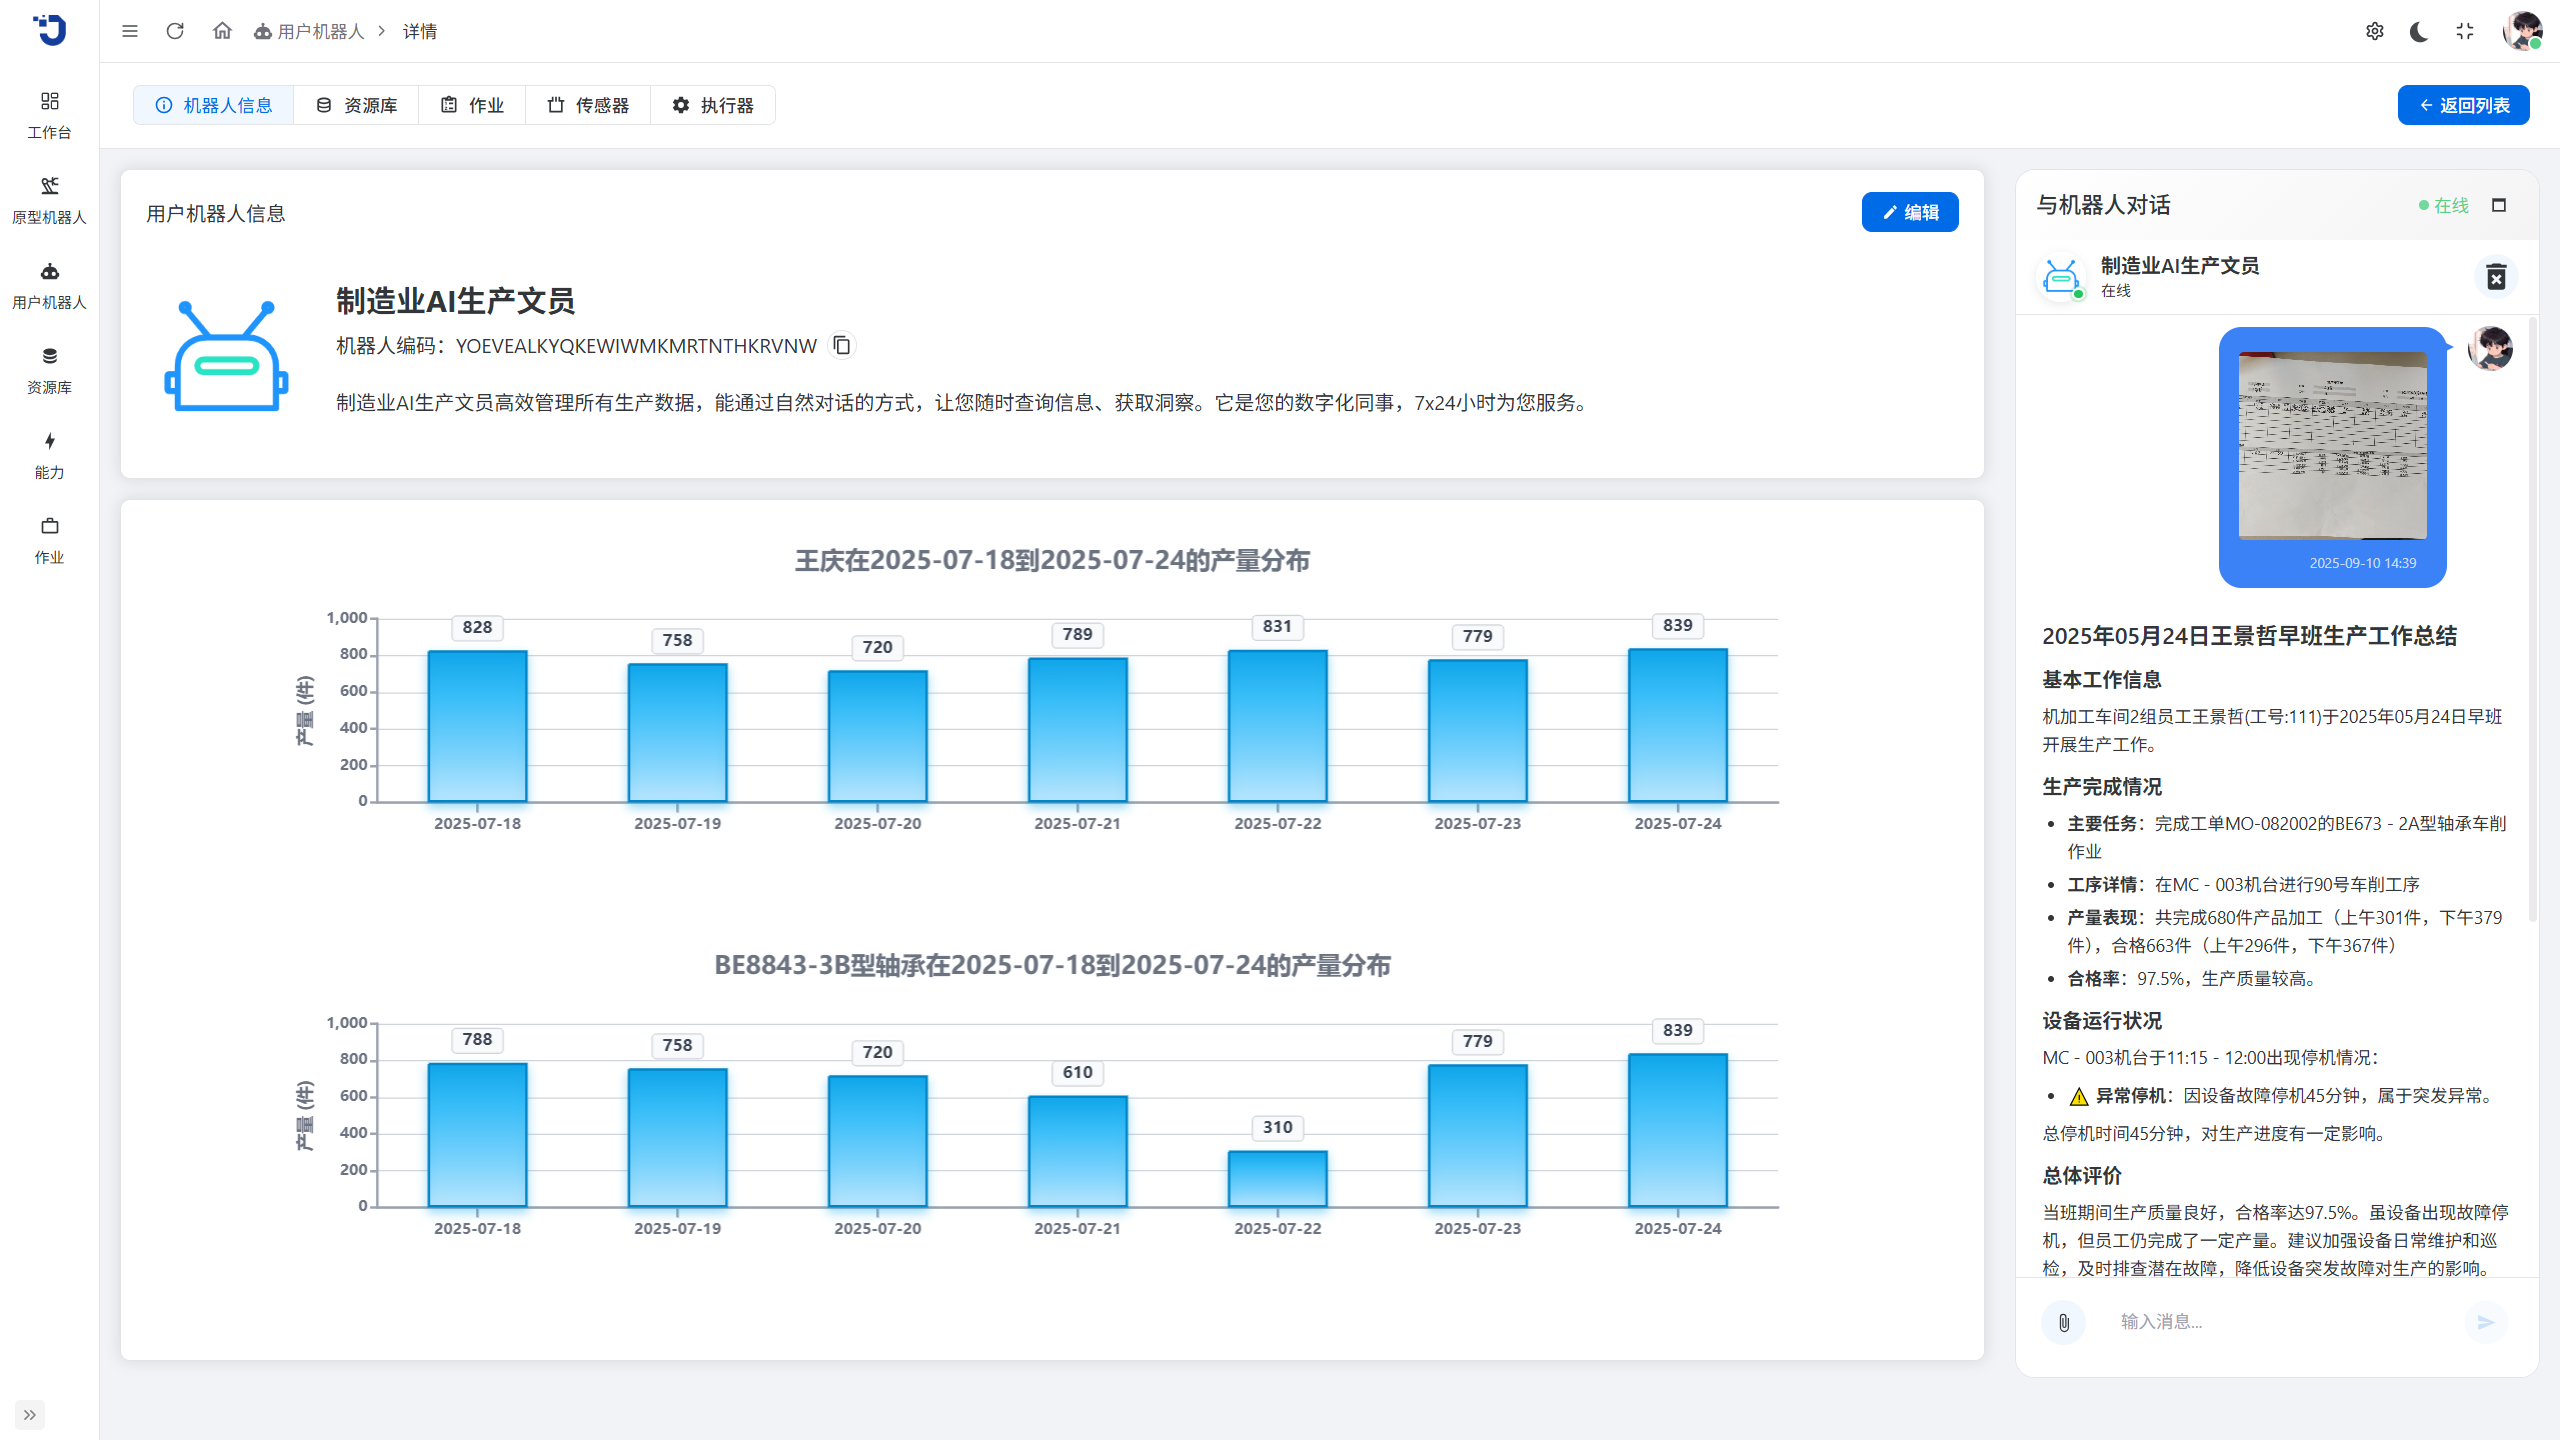 用户机器人 > 详情
工作台
原型机器人
用户机器人
资源库
能力
作业
机器人信息
资源库
作业
传感器
执行器
返回列表
用户机器人信息
编辑
制造业AI生产文员
机器人编码：YOEVEALKYQKEWIWMKMRTNTHKRVNW
制造业AI生产文员高效管理所有生产数据，能通过自然对话的方式，让您随时查询信息、获取洞察。它是您的数字化同事，7x24小时为您服务。
王庆在2025-07-18到2025-07-24的产量分布
产量 (件)
1,000
800
600
400
200
0
828
758
720
789
831
779
839
2025-07-18
2025-07-19
2025-07-20
2025-07-21
2025-07-22
2025-07-23
2025-07-24
BE8843-3B型轴承在2025-07-18到2025-07-24的产量分布
产量 (件)
1,000
800
600
400
200
0
788
758
720
610
310
779
839
2025-07-18
2025-07-19
2025-07-20
2025-07-21
2025-07-22
2025-07-23
2025-07-24
与机器人对话
在线
制造业AI生产文员
在线
2025-09-10 14:39
2025年05月24日王景哲早班生产工作总结
基本工作信息
机加工车间2组员工王景哲(工号:111)于2025年05月24日早班
开展生产工作。
生产完成情况
• 主要任务：完成工单MO-082002的BE673 - 2A型轴承车削
作业
• 工序详情：在MC - 003机台进行90号车削工序
• 产量表现：共完成680件产品加工（上午301件，下午379
件），合格663件（上午296件，下午367件）
• 合格率：97.5%，生产质量较高。
设备运行状况
MC - 003机台于11:15 - 12:00出现停机情况：
• ⚠ 异常停机：因设备故障停机45分钟，属于突发异常。
总停机时间45分钟，对生产进度有一定影响。
总体评价
当班期间生产质量良好，合格率达97.5%。虽设备出现故障停
机，但员工仍完成了一定产量。建议加强设备日常维护和巡
检，及时排查潜在故障，降低设备突发故障对生产的影响。
输入消息...